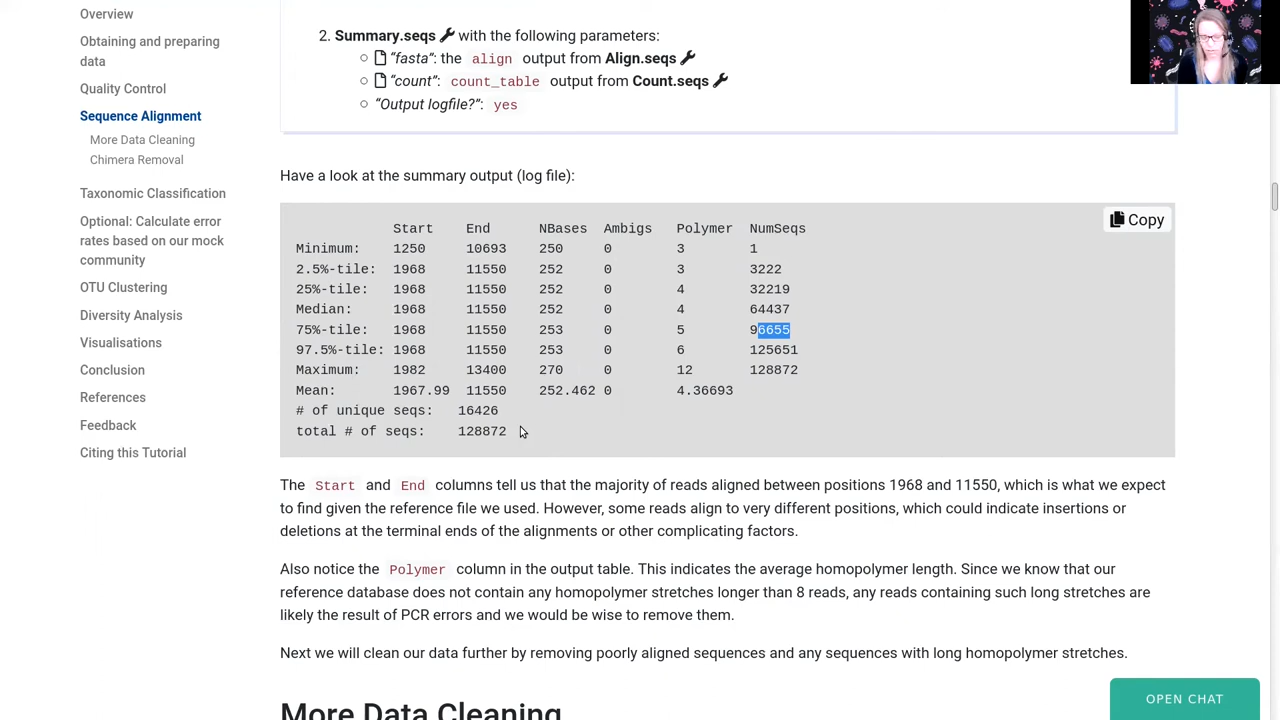 Overview
Obtaining and preparing
data
Quality Control
Sequence Alignment
More Data Cleaning
Chimera Removal
Taxonomic Classification
Optional: Calculate error
rates based on our mock
community
OTU Clustering
Diversity Analysis
Visualisations
Conclusion
References
Feedback
Citing this Tutorial
2. Summary.seqs with the following parameters:
"fasta": the align output from Align.seqs
"count": count_table output from Count.seqs
"Output logfile?": yes
Have a look at the summary output (log file):
Copy
Start End NBases Ambigs Polymer NumSeqs
Minimum: 1250 10693 250 0 3 1
2.5%-tile: 1968 11550 252 0 3 3222
25%-tile: 1968 11550 252 0 4 32219
Median: 1968 11550 252 0 4 64437
75%-tile: 1968 11550 253 0 5 96655
97.5%-tile: 1968 11550 253 0 6 125651
Maximum: 1982 13400 270 0 12 128872
Mean: 1967.99 11550 252.462 0 4.36693
# of unique seqs: 16426
total # of seqs: 128872
The Start and End columns tell us that the majority of reads aligned between positions 1968 and 11550, which is what we expect
to find given the reference file we used. However, some reads align to very different positions, which could indicate insertions or
deletions at the terminal ends of the alignments or other complicating factors.
Also notice the Polymer column in the output table. This indicates the average homopolymer length. Since we know that our
reference database does not contain any homopolymer stretches longer than 8 reads, any reads containing such long stretches are
likely the result of PCR errors and we would be wise to remove them.
Next we will clean our data further by removing poorly aligned sequences and any sequences with long homopolymer stretches.
More Data Cleaning
OPEN CHAT